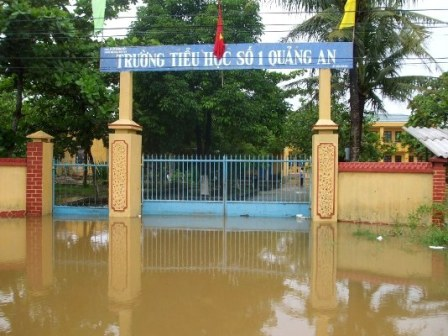 TRƯỜNG TIỂU HỌC SỐ 1 QUẢNG AN